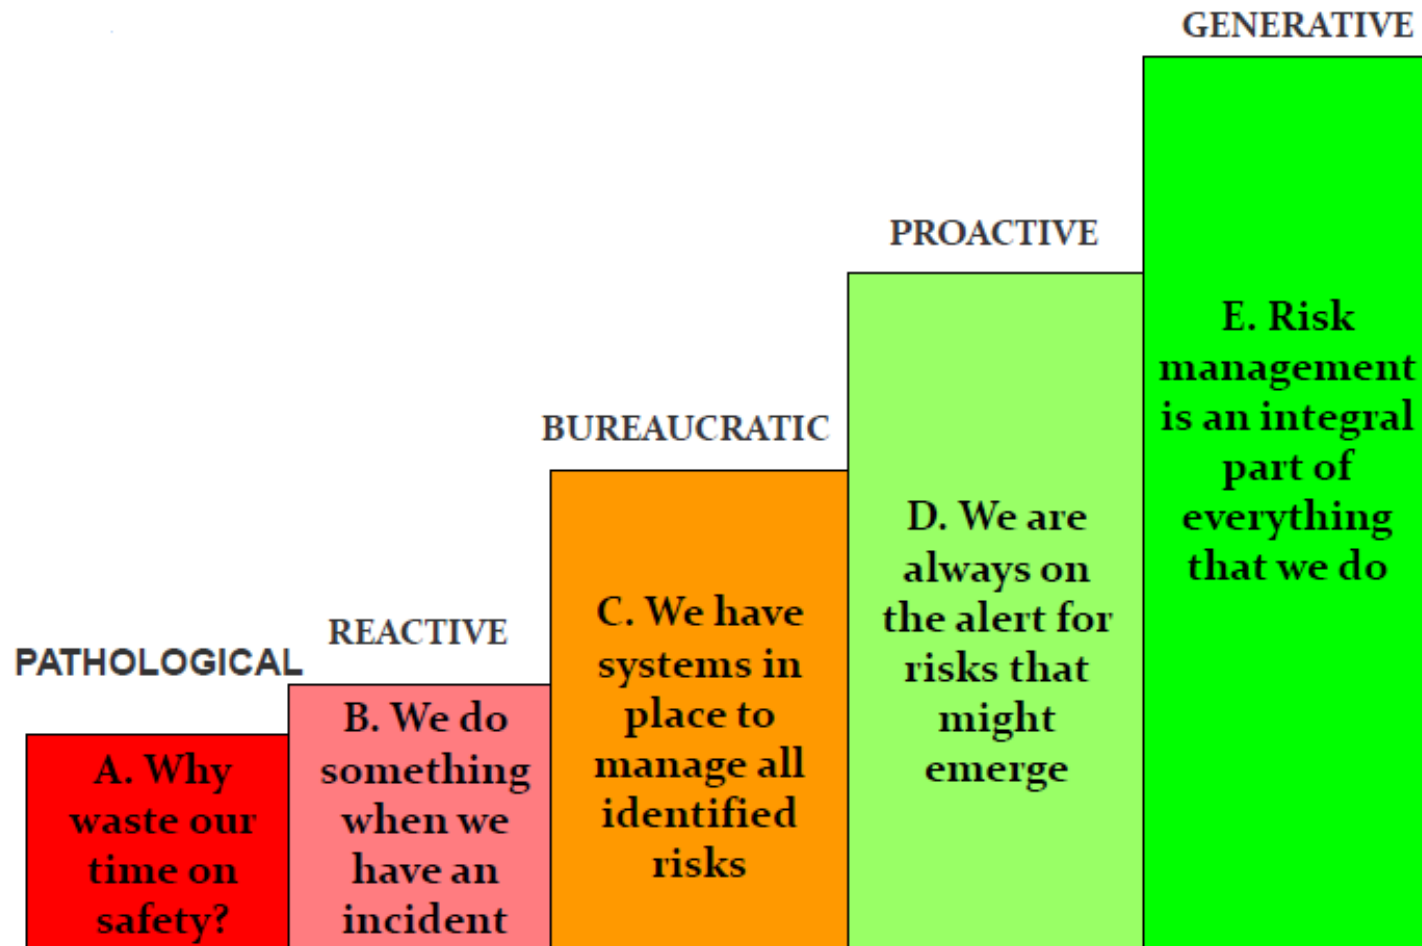 PATHOLOGICAL
A. Why
waste our
time on
safety?
REACTIVE
B. We do
something
when we
have an
incident
BUREAUCRATIC
C. We have
systems in
place to
manage all
identified
risks
PROACTIVE
D. We are
always on
the alert for
risks that
might
emerge
GENERATIVE
E. Risk
management
is an integral
part of
everything
that we do